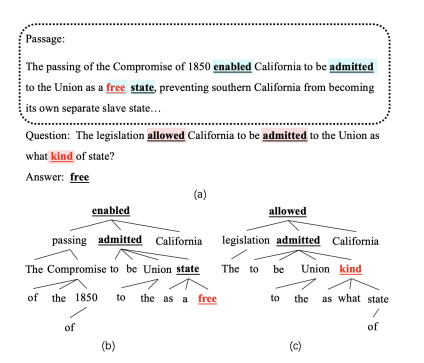 Passage:
The passing of the Compromise of 1850 enabled California to be admitted
to the Union as a free state, preventing southern California from becoming
its own separate slave state…
Question: The legislation allowed California to be admitted to the Union as
what kind of state?
Answer: free
(a)
enabled
passing admitted California
The Compromise to be Union state
of the 1850 to the as a free
of
(b)
allowed
legislation admitted California
The to be Union kind
to the as what state
of
(c)